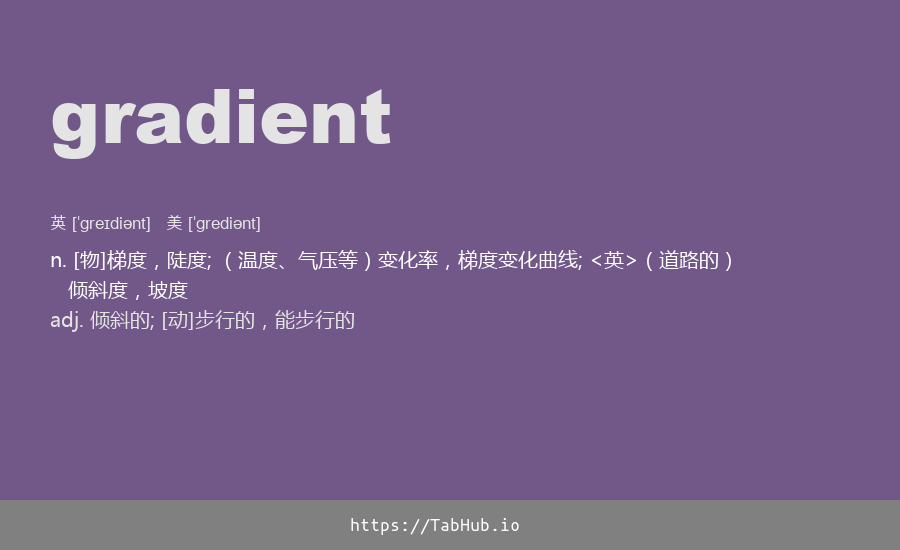 gradient
英 [ˈɡreɪdiənt] 美 [ˈɡrediənt]
n. [物]梯度，陡度; （温度、气压等）变化率，梯度变化曲线; <英>（道路的）
倾斜度，坡度
adj. 倾斜的; [动]步行的，能步行的
https://TabHub.io